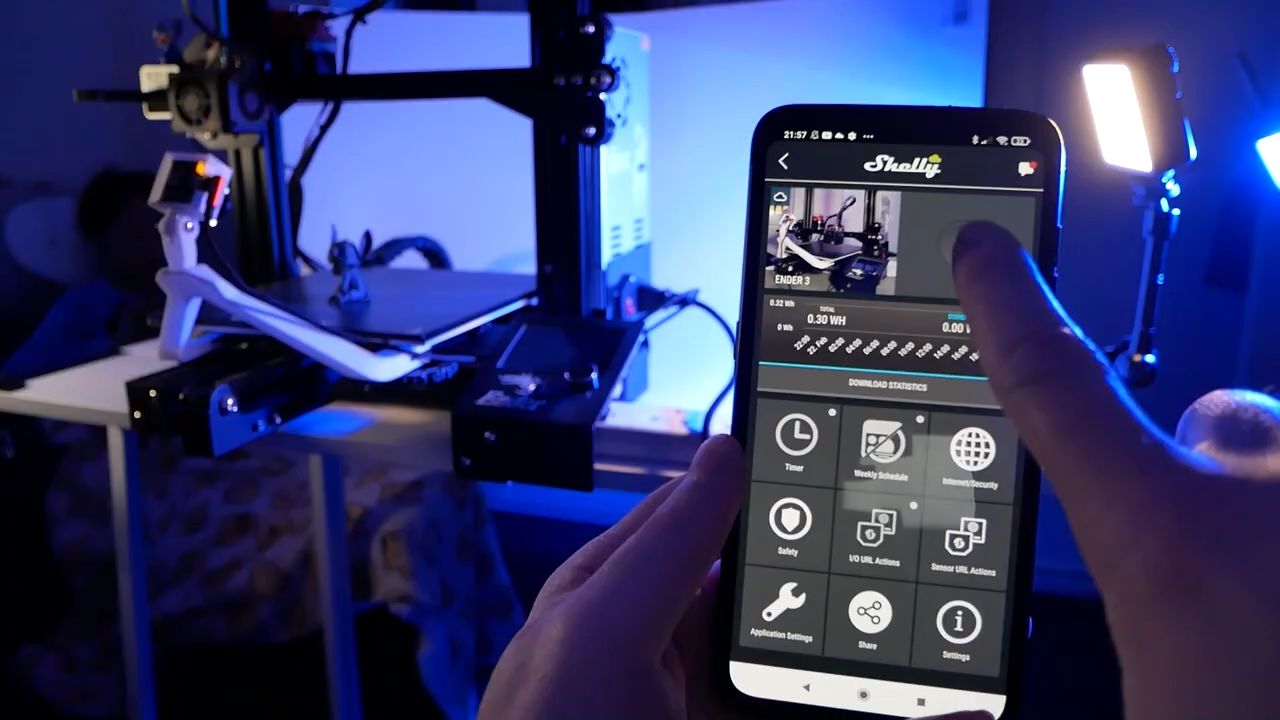 21:57
Shelly
ENDER 3
0.32 Wh
TOTAL
0.30 WH
0 Wh
0.00
22:00 22. Feb 02:00 04:00 06:00 08:00 10:00 12:00 14:00 16:00
DOWNLOAD STATISTICS
Timer
Weekly Schedule
Internet/Security
Safety
I/O URL Actions
Sensor URL Actions
Application Settings
Share
Settings